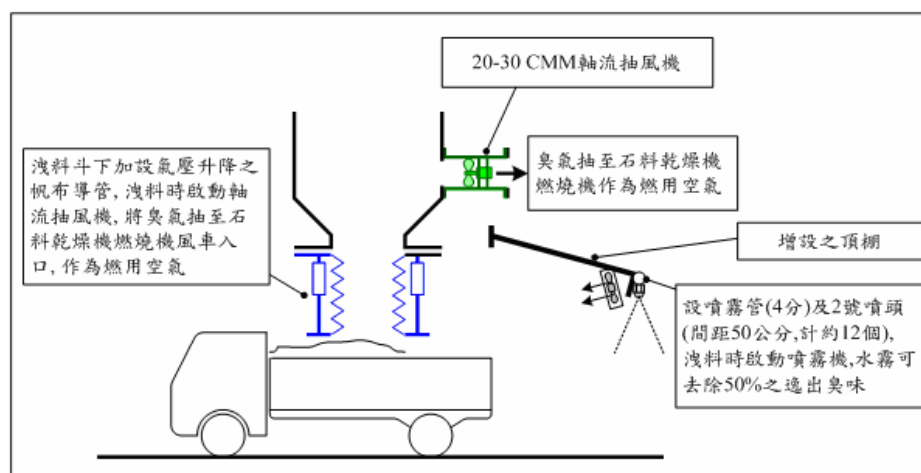 20-30 CMM軸流抽風機
洩料斗下加設氣壓升降之
帆布導管, 洩料時啟動軸
流抽風機, 將臭氣抽至石
料乾燥機燃燒機風車入
口, 作為燃用空氣
臭氣抽至石料乾燥機
燃燒機作為燃用空氣
增設之頂棚
設噴霧管(4分)及2號噴頭
(間距50公分,計約12個),
洩料時啟動噴霧機,水霧可
去除50%之逸出臭味